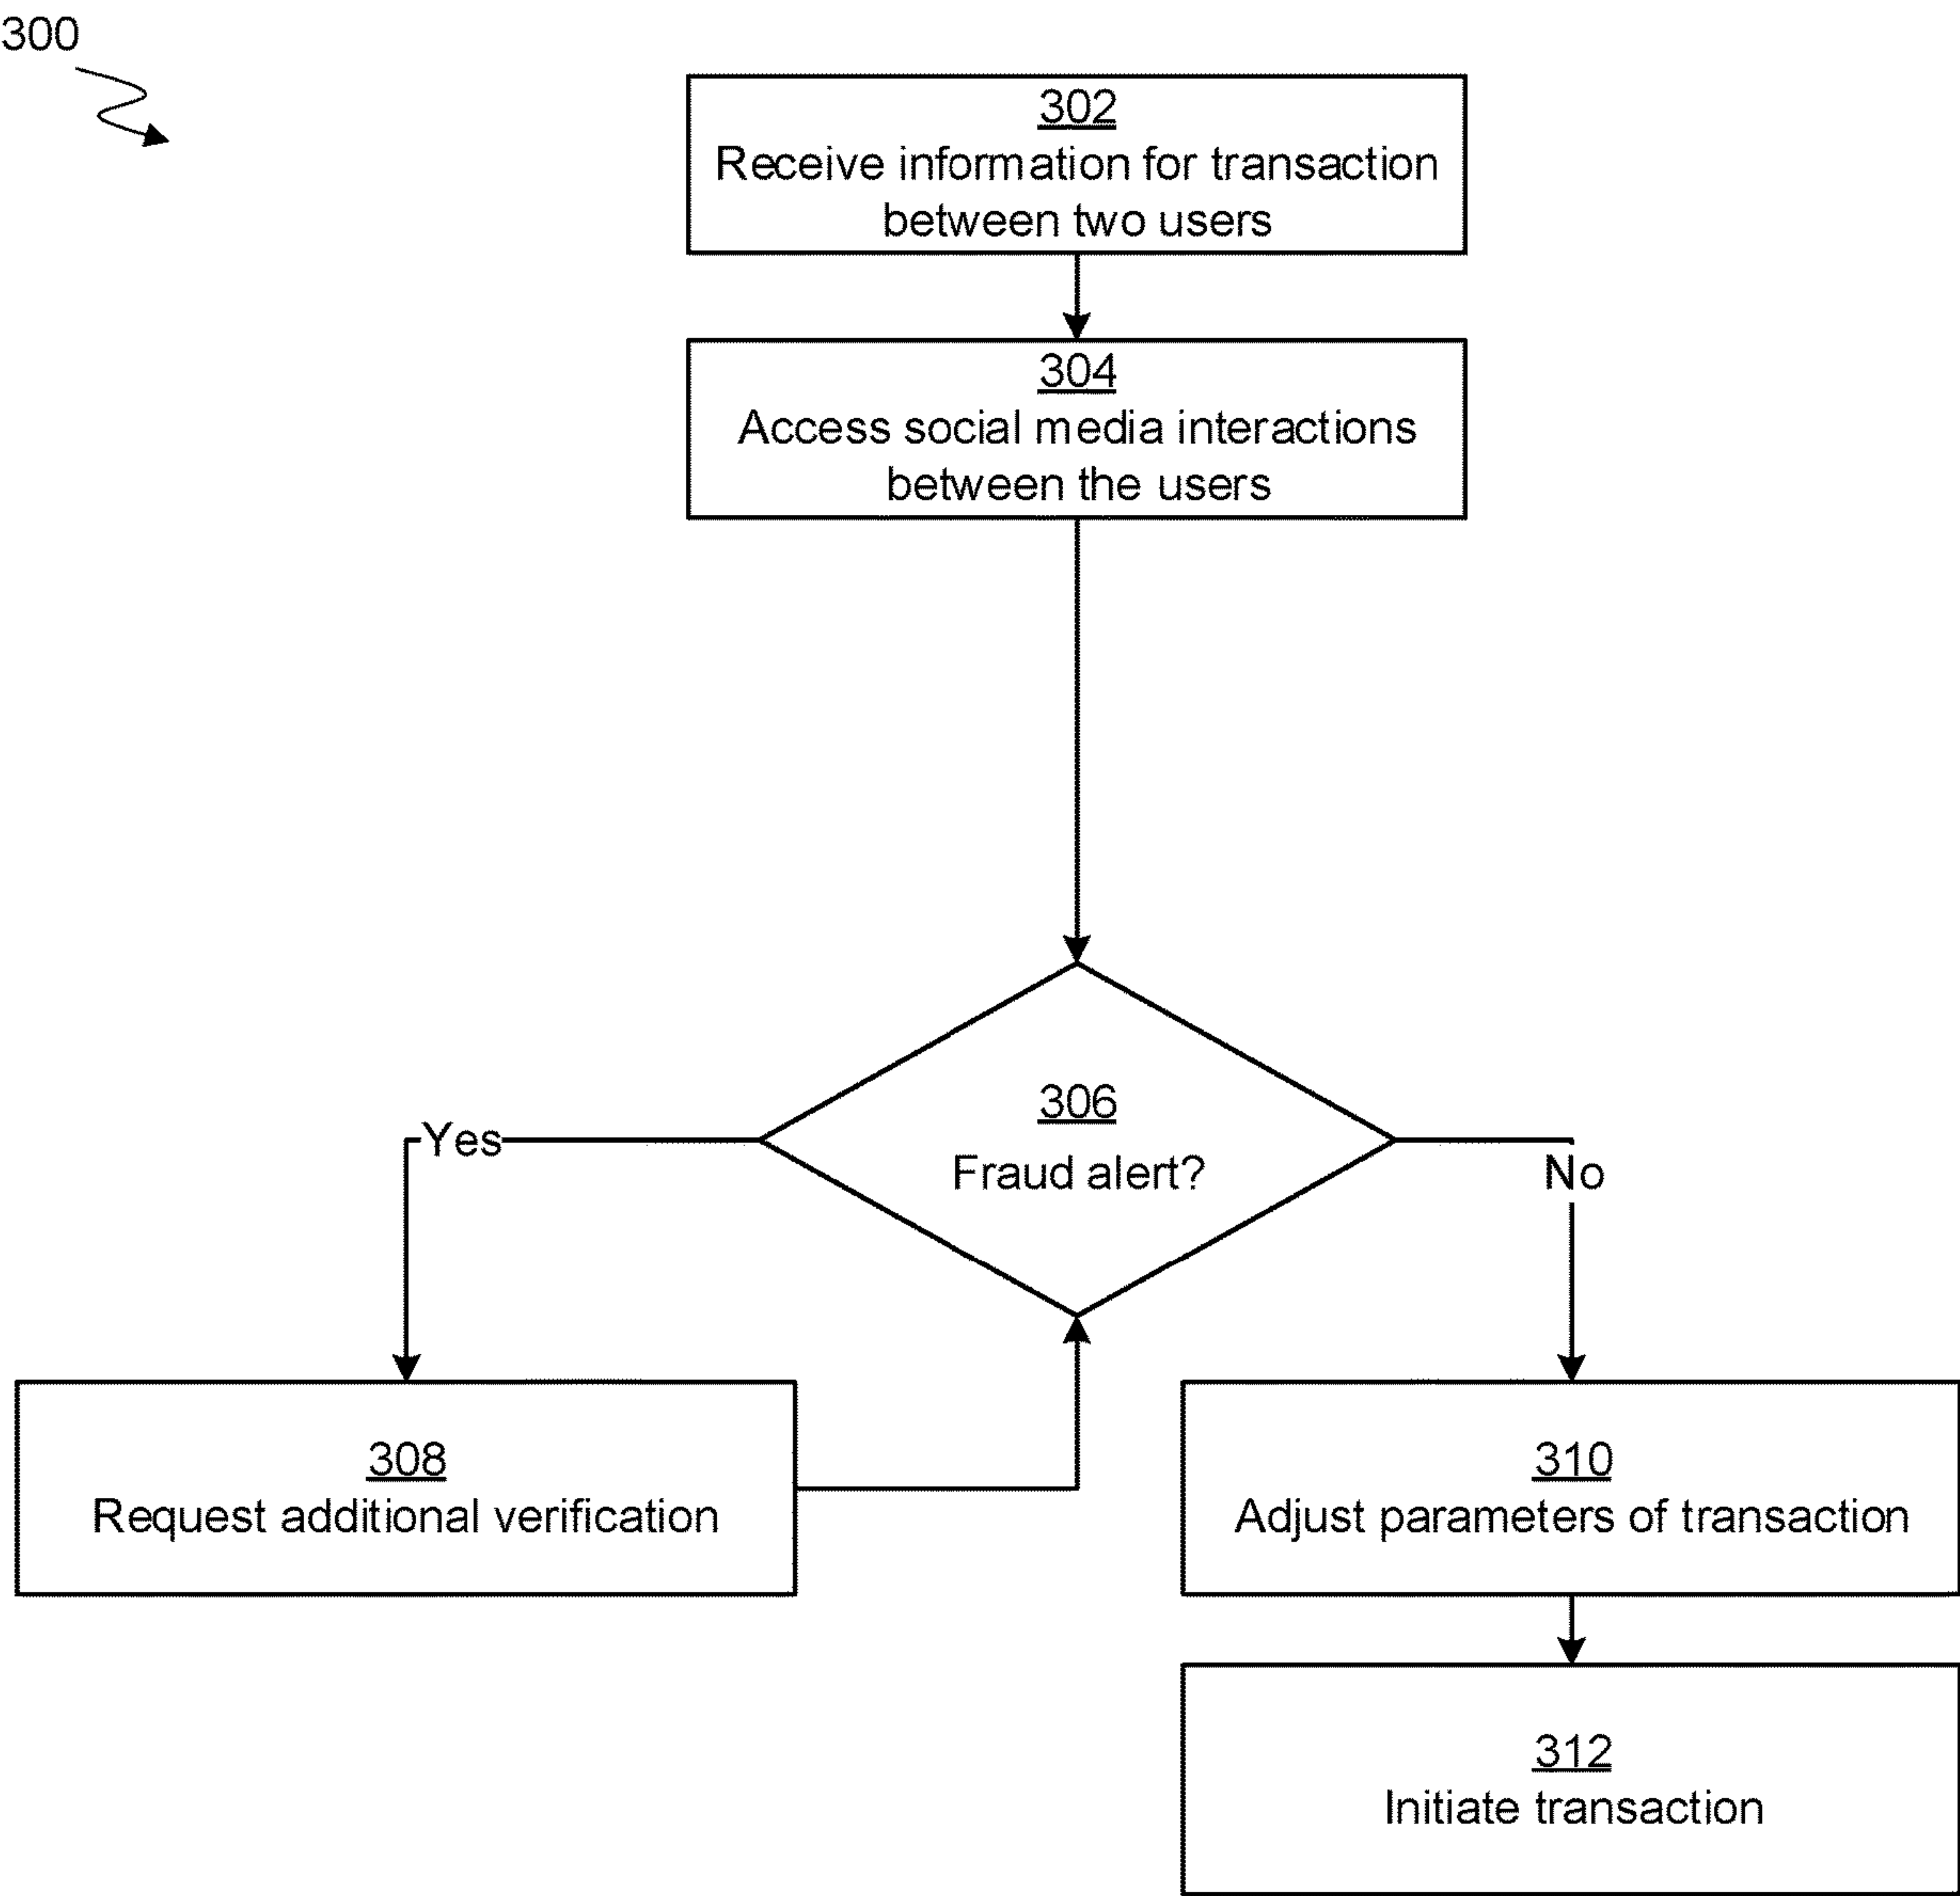 300
302
Receive information for transaction
between two users
304
Access social media interactions
between the users
306
Fraud alert?
Yes
No
308
Request additional verification
310
Adjust parameters of transaction
312
Initiate transaction